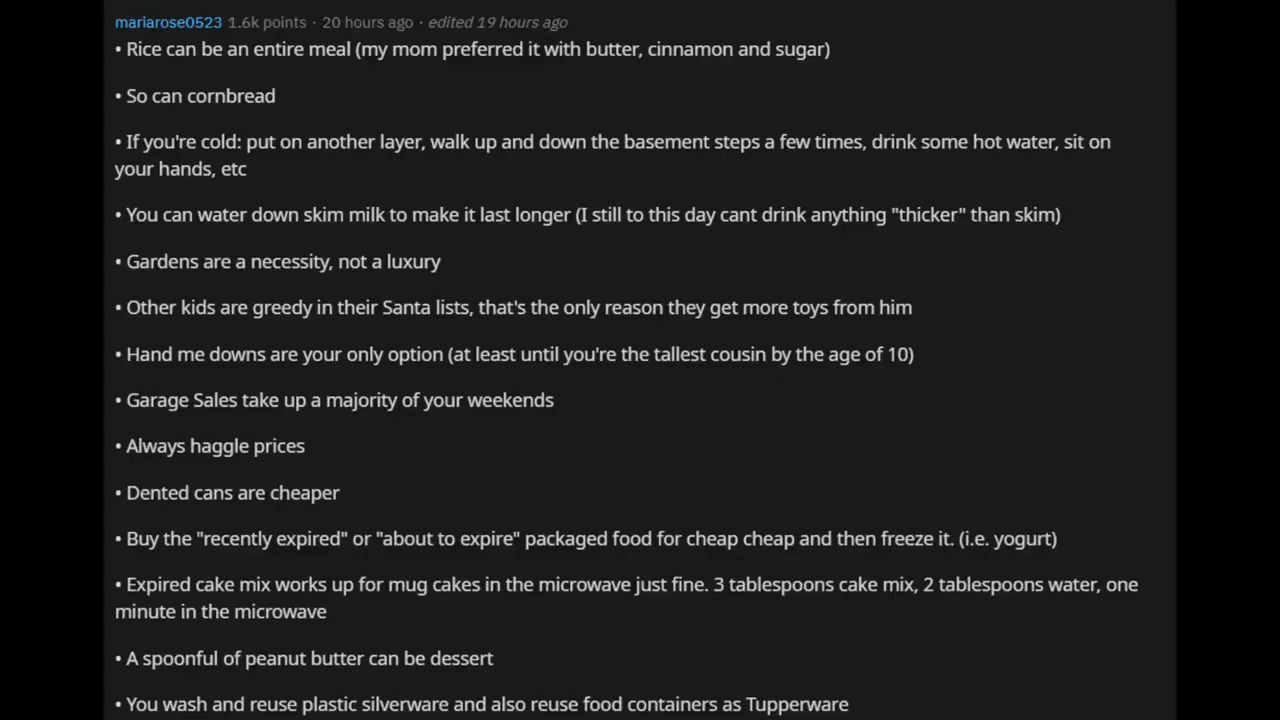 mariarose0523 1.6k points · 20 hours ago · edited 19 hours ago
• Rice can be an entire meal (my mom preferred it with butter, cinnamon and sugar)
• So can cornbread
• If you're cold: put on another layer, walk up and down the basement steps a few times, drink some hot water, sit on
your hands, etc
• You can water down skim milk to make it last longer (I still to this day cant drink anything "thicker" than skim)
• Gardens are a necessity, not a luxury
• Other kids are greedy in their Santa lists, that's the only reason they get more toys from him
• Hand me downs are your only option (at least until you're the tallest cousin by the age of 10)
• Garage Sales take up a majority of your weekends
• Always haggle prices
• Dented cans are cheaper
• Buy the "recently expired" or "about to expire" packaged food for cheap cheap and then freeze it. (i.e. yogurt)
• Expired cake mix works up for mug cakes in the microwave just fine. 3 tablespoons cake mix, 2 tablespoons water, one
minute in the microwave
• A spoonful of peanut butter can be dessert
• You wash and reuse plastic silverware and also reuse food containers as Tupperware